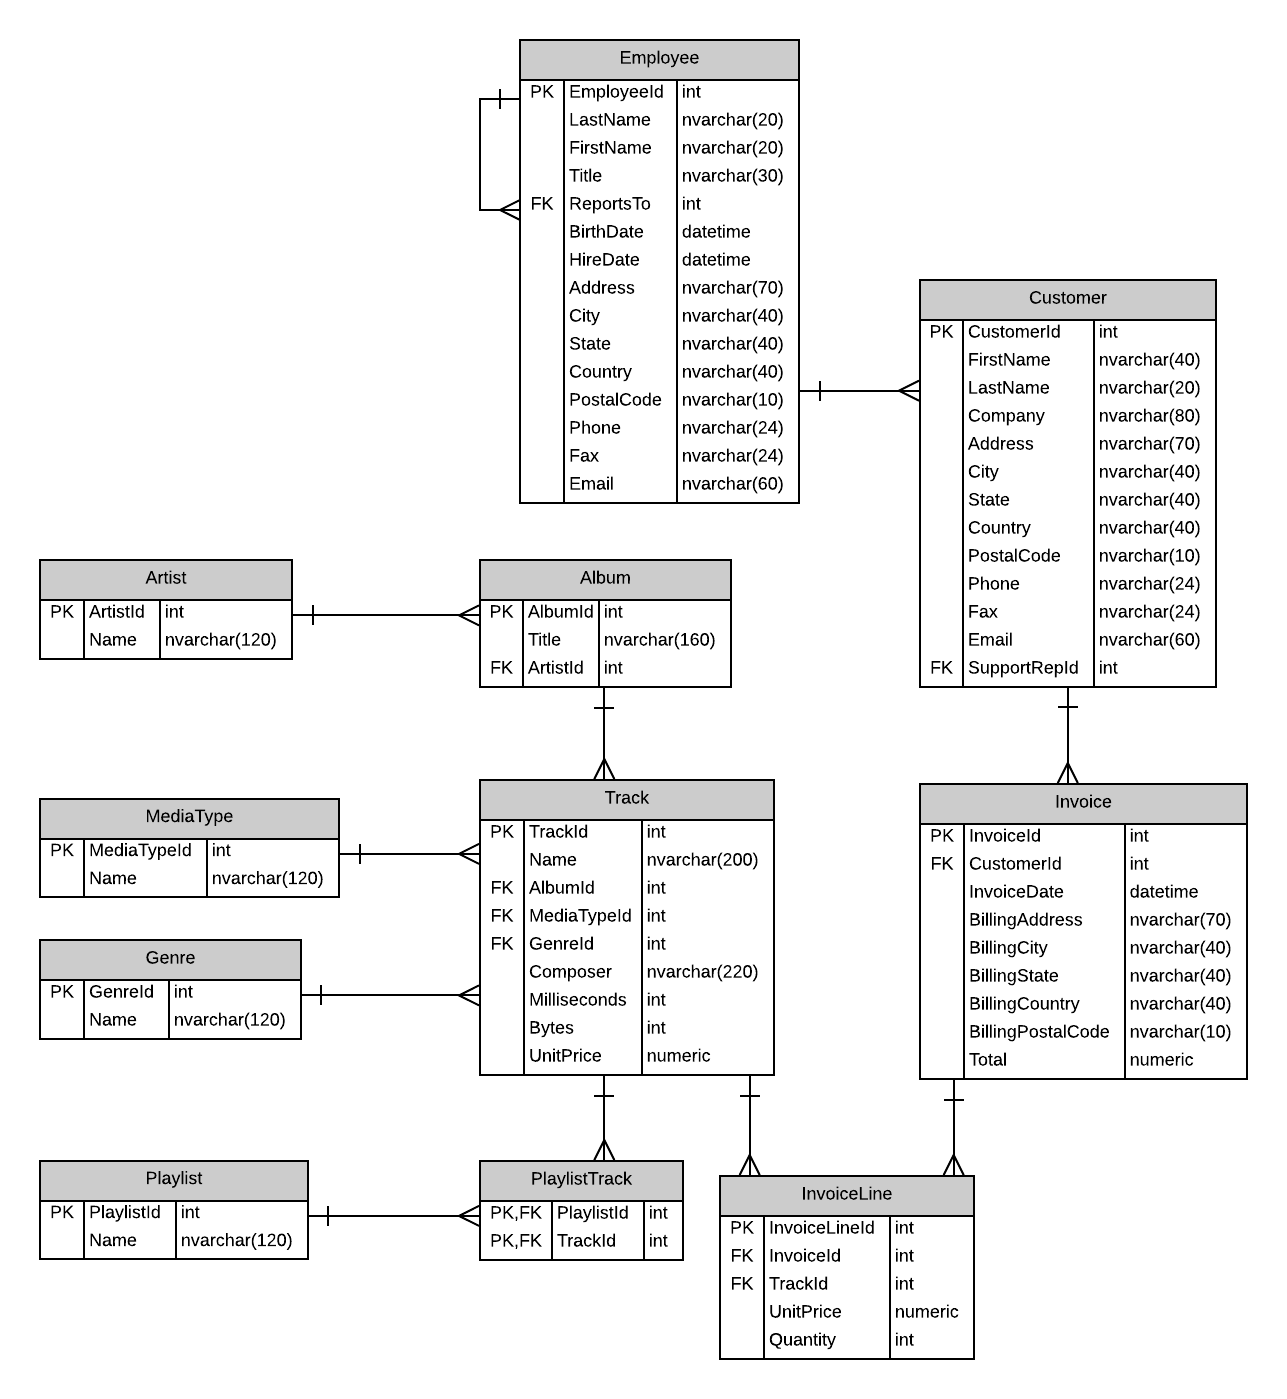 Employee
PK EmployeeId int
LastName nvarchar(20)
FirstName nvarchar(20)
Title nvarchar(30)
FK ReportsTo int
BirthDate datetime
HireDate datetime
Address nvarchar(70)
City nvarchar(40)
State nvarchar(40)
Country nvarchar(40)
PostalCode nvarchar(10)
Phone nvarchar(24)
Fax nvarchar(24)
Email nvarchar(60)
Customer
PK CustomerId int
FirstName nvarchar(40)
LastName nvarchar(20)
Company nvarchar(80)
Address nvarchar(70)
City nvarchar(40)
State nvarchar(40)
Country nvarchar(40)
PostalCode nvarchar(10)
Phone nvarchar(24)
Fax nvarchar(24)
Email nvarchar(60)
FK SupportRepId int
Artist
PK ArtistId int
Name nvarchar(120)
Album
PK AlbumId int
Title nvarchar(160)
FK ArtistId int
MediaType
PK MediaTypeId int
Name nvarchar(120)
Track
PK TrackId int
Name nvarchar(200)
FK AlbumId int
FK MediaTypeId int
FK GenreId int
Composer nvarchar(220)
Milliseconds int
Bytes int
UnitPrice numeric
Invoice
PK InvoiceId int
FK CustomerId int
InvoiceDate datetime
BillingAddress nvarchar(70)
BillingCity nvarchar(40)
BillingState nvarchar(40)
BillingCountry nvarchar(40)
BillingPostalCode nvarchar(10)
Total numeric
Genre
PK GenreId int
Name nvarchar(120)
Playlist
PK PlaylistId int
Name nvarchar(120)
PlaylistTrack
PK,FK PlaylistId int
PK,FK TrackId int
InvoiceLine
PK InvoiceLineId int
FK InvoiceId int
FK TrackId int
UnitPrice numeric
Quantity int